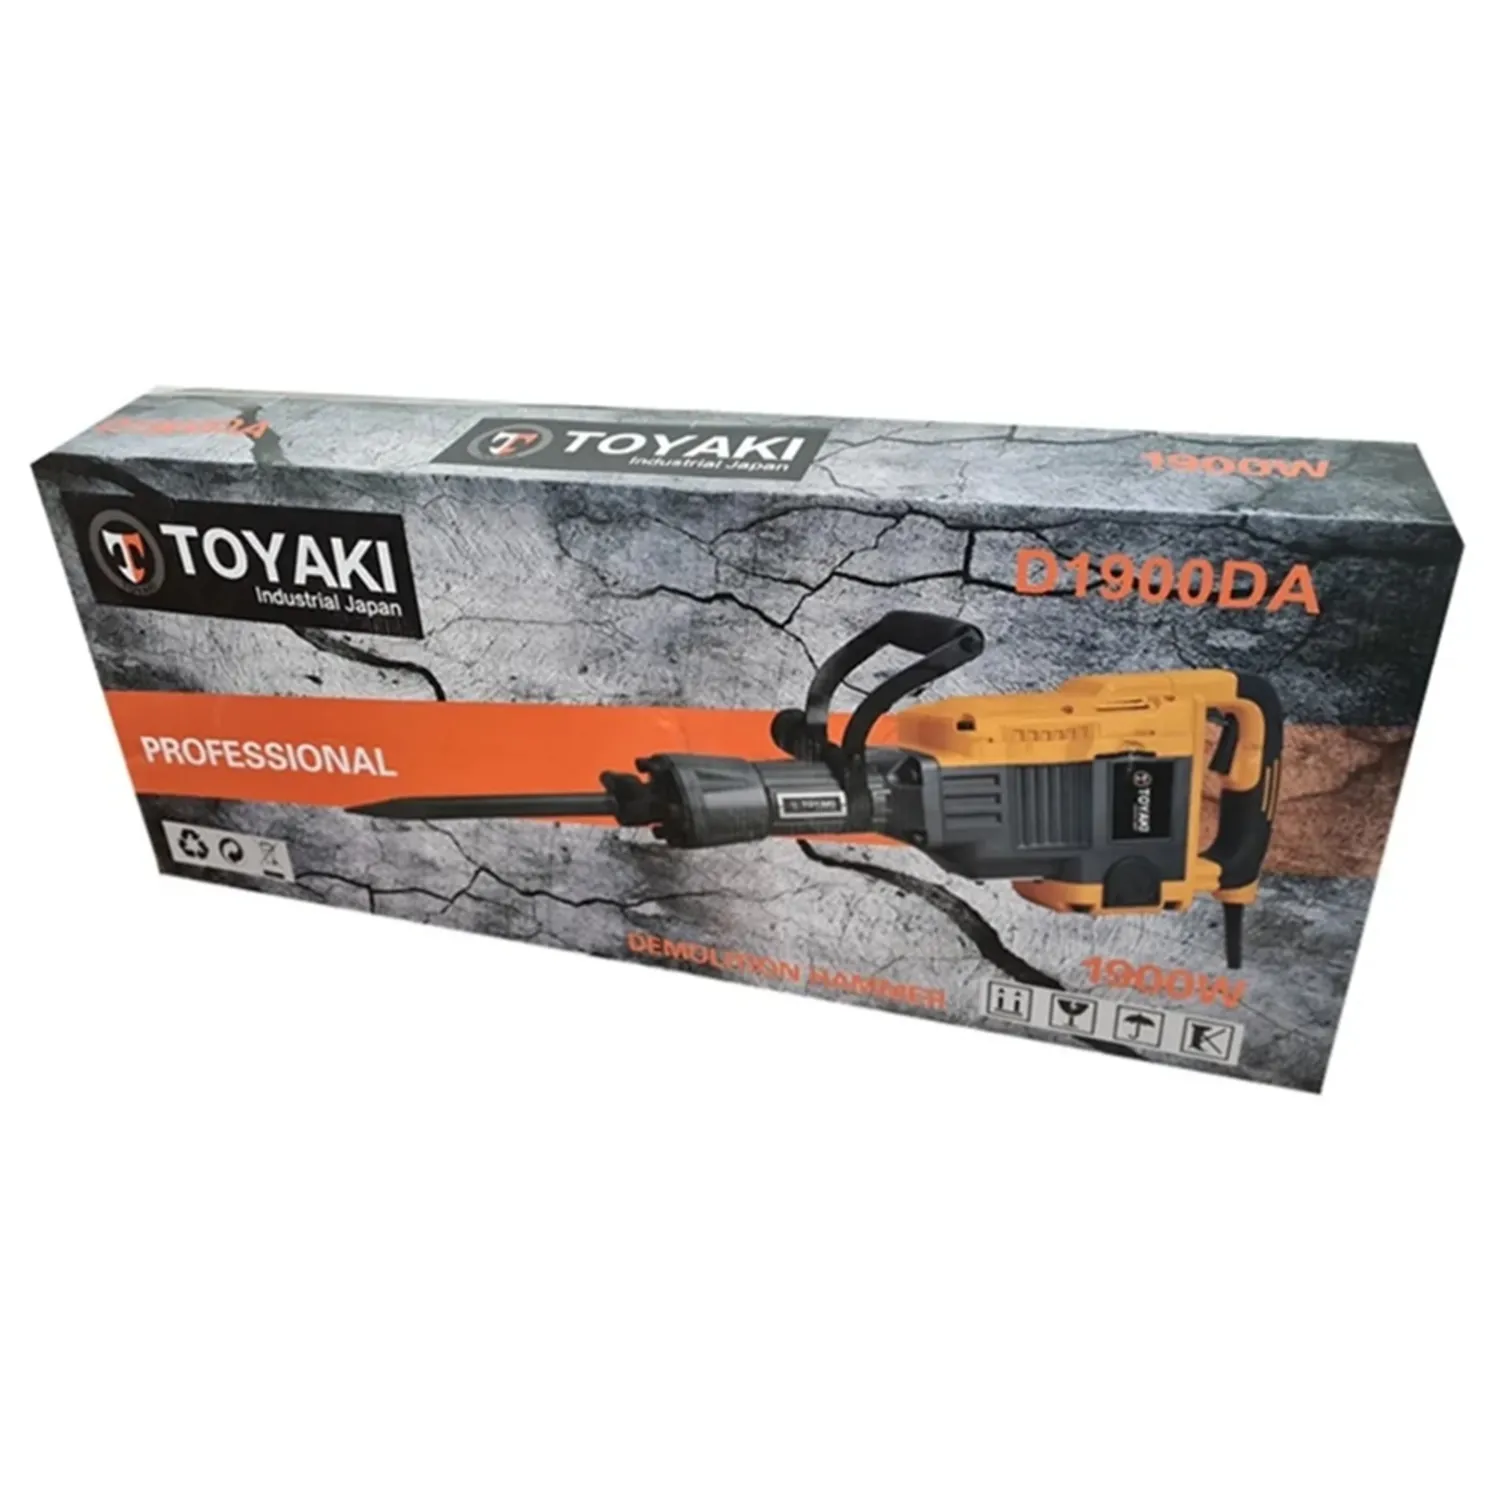 D1900DA
TOYAKI
Industrial Japan
1900W
TOYAKI
Industrial Japan
D1900DA
PROFESSIONAL
TOYAKI
TOYAKI
DEMOLITION HAMMER
1900W